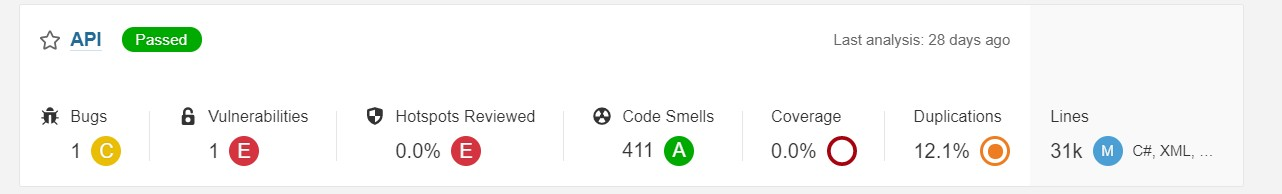 API Passed Last analysis: 28 days ago
Bugs Vulnerabilities Hotspots Reviewed Code Smells Coverage Duplications Lines
1 C 1 E 0.0% E 411 A 0.0% 12.1% 31k M C#, XML, ...